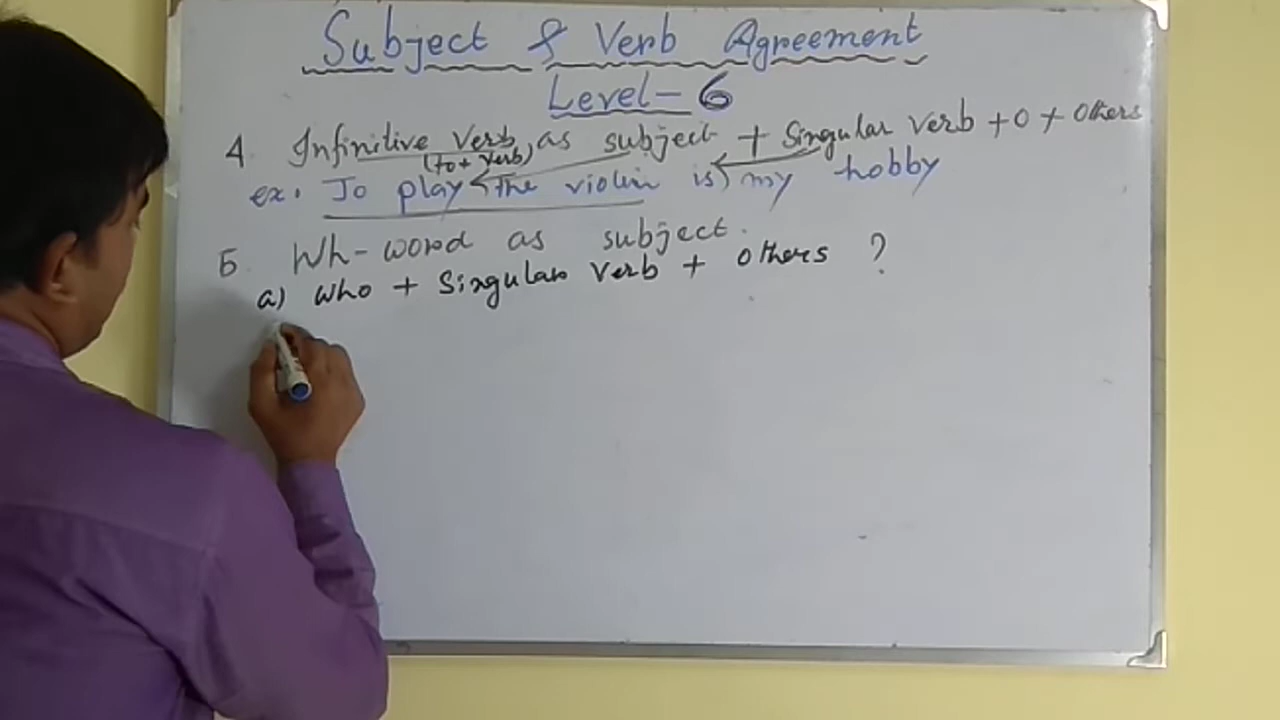 Subject & Verb Agreement
Level-6
4. Infinitive Verb as subject + Singular Verb + O + Others
(to + verb)
ex. To play the violin is my hobby
5. Wh-word as subject.
a) Who + Singular Verb + Others ?